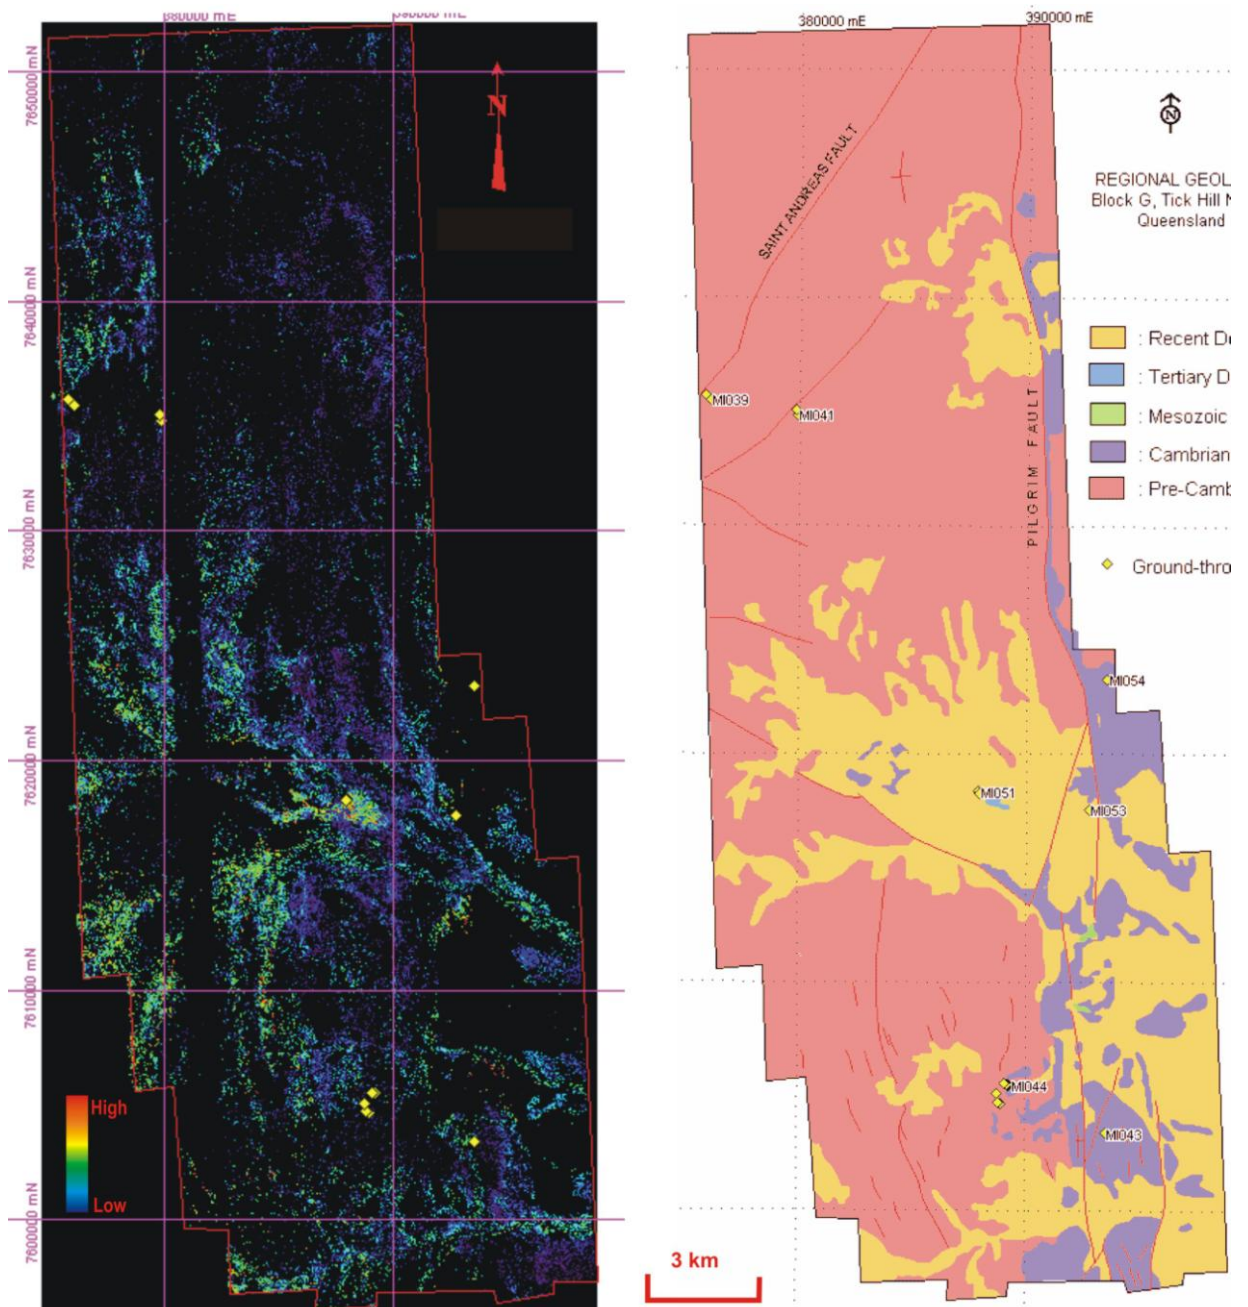 380000 mE
390000 mE
7650000 mN
7640000 mN
7630000 mN
7620000 mN
7610000 mN
7600000 mN
N
High
Low
380000 mE
390000 mE
N
REGIONAL GEOL
Block G, Tick Hill
Queensland
SAINT ANDREAS FAULT
PILGRIM FAULT
: Recent D
: Tertiary D
: Mesozoic
: Cambrian
: Pre-Camb
Ground-thro
MI039
MI041
MI054
MI051
MI053
MI044
MI043
3 km